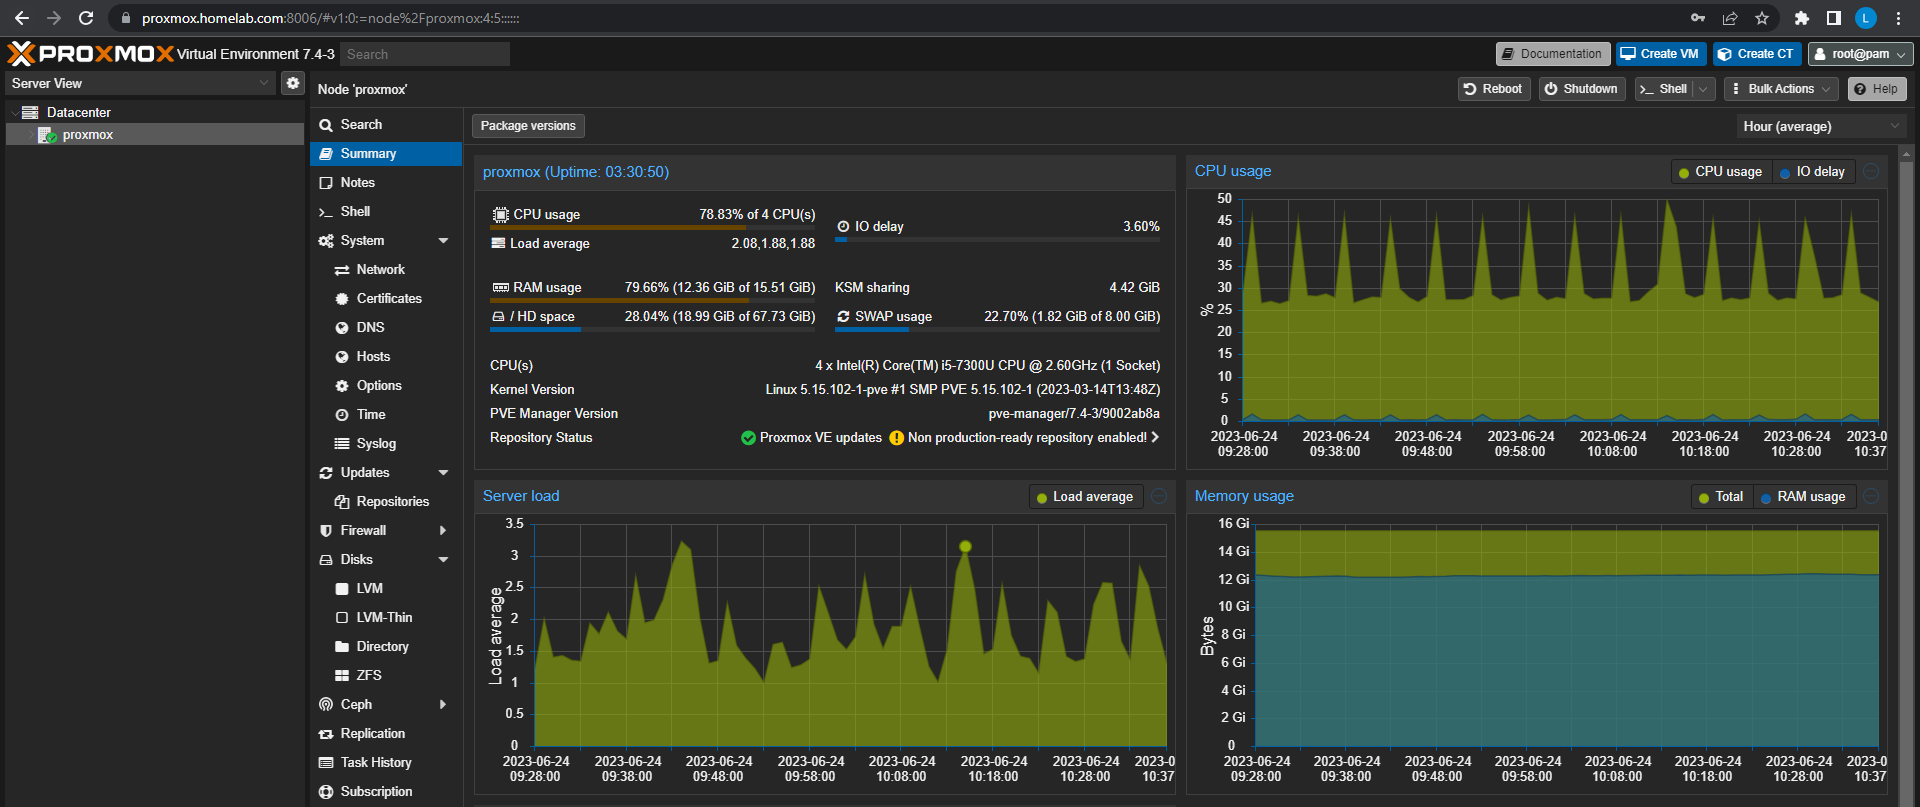 proxmox.homelab.com:8006/#v1:0:=node%2Fproxmox:4:5::::::
L
PROXMOX Virtual Environment 7.4-3 Search
Documentation Create VM Create CT root@pam
Server View
Datacenter
proxmox
Node 'proxmox'
Reboot Shutdown Shell Bulk Actions Help
Search
Summary
Notes
Shell
System
Network
Certificates
DNS
Hosts
Options
Time
Syslog
Updates
Repositories
Firewall
Disks
LVM
LVM-Thin
Directory
ZFS
Ceph
Replication
Task History
Subscription
Package versions
Hour (average)
proxmox (Uptime: 03:30:50)
CPU usage 78.83% of 4 CPU(s)
Load average 2.08,1.88,1.88
IO delay 3.60%
RAM usage 79.66% (12.36 GiB of 15.51 GiB)
KSM sharing 4.42 GiB
/ HD space 28.04% (18.99 GiB of 67.73 GiB)
SWAP usage 22.70% (1.82 GiB of 8.00 GiB)
CPU(s) 4 x Intel(R) Core(TM) i5-7300U CPU @ 2.60GHz (1 Socket)
Kernel Version Linux 5.15.102-1-pve #1 SMP PVE 5.15.102-1 (2023-03-14T13:48Z)
PVE Manager Version pve-manager/7.4-3/9002ab8a
Repository Status Proxmox VE updates Non production-ready repository enabled!
CPU usage
CPU usage IO delay
50
45
40
35
30
25
20
15
10
5
0
%
2023-06-24 2023-06-24 2023-06-24 2023-06-24 2023-06-24 2023-06-24 2023-06-24 2023-0
09:28:00 09:38:00 09:48:00 09:58:00 10:08:00 10:18:00 10:28:00 10:37
Server load
Load average
3.5
3
2.5
2
1.5
1
0.5
0
Load average
2023-06-24 2023-06-24 2023-06-24 2023-06-24 2023-06-24 2023-06-24 2023-06-24 2023-0
09:28:00 09:38:00 09:48:00 09:58:00 10:08:00 10:18:00 10:28:00 10:37
Memory usage
Total RAM usage
16 Gi
14 Gi
12 Gi
10 Gi
8 Gi
6 Gi
4 Gi
2 Gi
0
Bytes
2023-06-24 2023-06-24 2023-06-24 2023-06-24 2023-06-24 2023-06-24 2023-06-24 2023-0
09:28:00 09:38:00 09:48:00 09:58:00 10:08:00 10:18:00 10:28:00 10:37